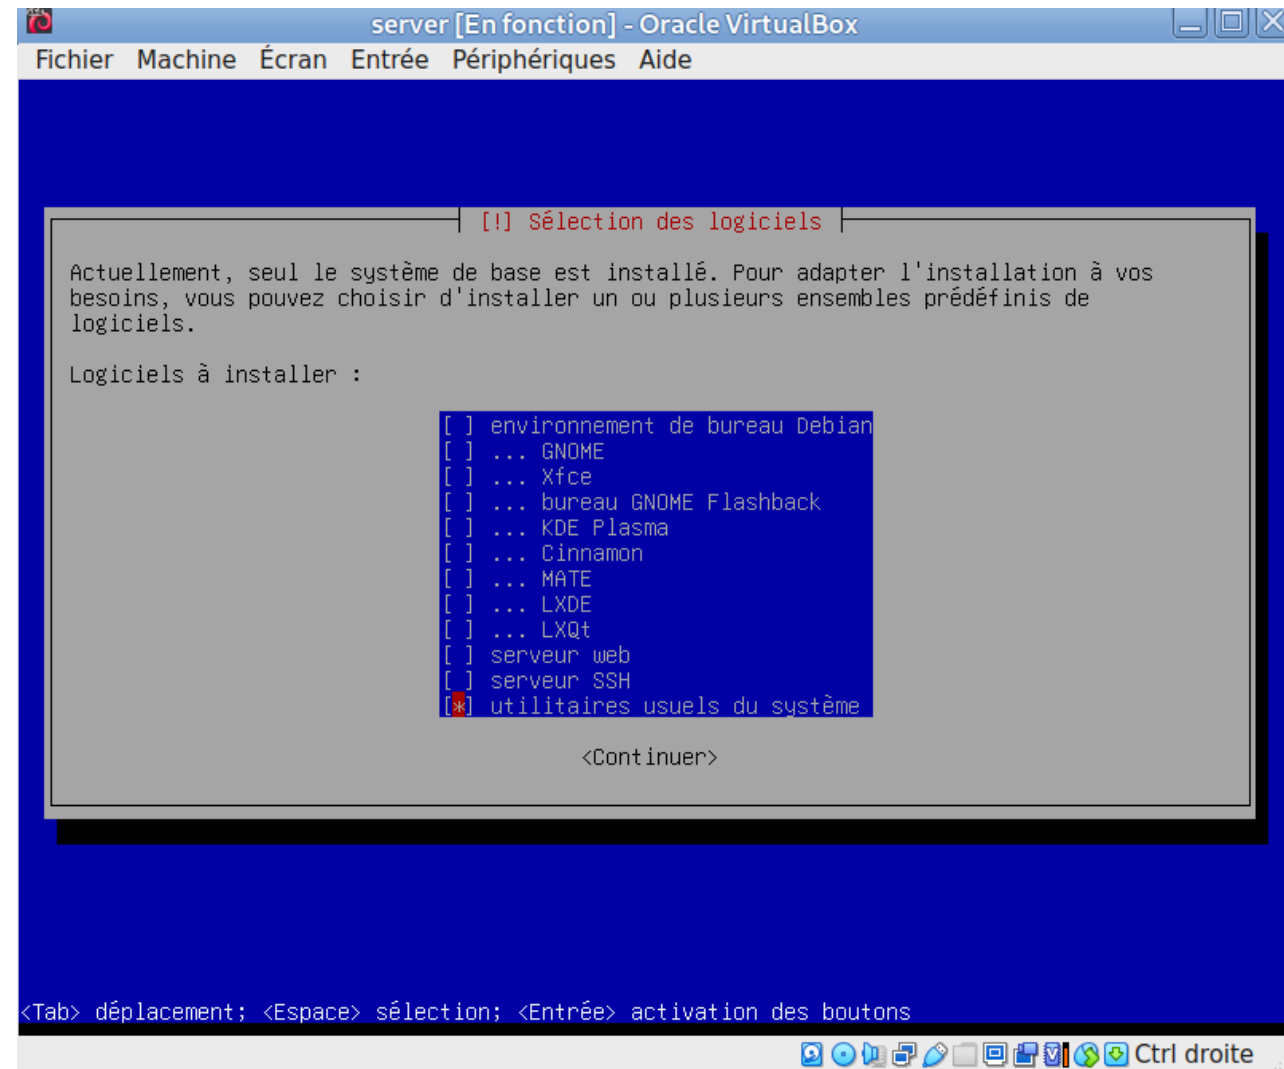 server [En fonction] - Oracle VirtualBox
Fichier Machine Écran Entrée Périphériques Aide
[!] Sélection des logiciels
Actuellement, seul le système de base est installé. Pour adapter l'installation à vos
besoins, vous pouvez choisir d'installer un ou plusieurs ensembles prédéfinis de
logiciels.
Logiciels à installer :
[ ] environnement de bureau Debian
[ ] ... GNOME
[ ] ... Xfce
[ ] ... bureau GNOME Flashback
[ ] ... KDE Plasma
[ ] ... Cinnamon
[ ] ... MATE
[ ] ... LXDE
[ ] ... LXQt
[ ] serveur web
[ ] serveur SSH
[*] utilitaires usuels du système
<Continuer>
<Tab> déplacement; <Espace> sélection; <Entrée> activation des boutons
Ctrl droite